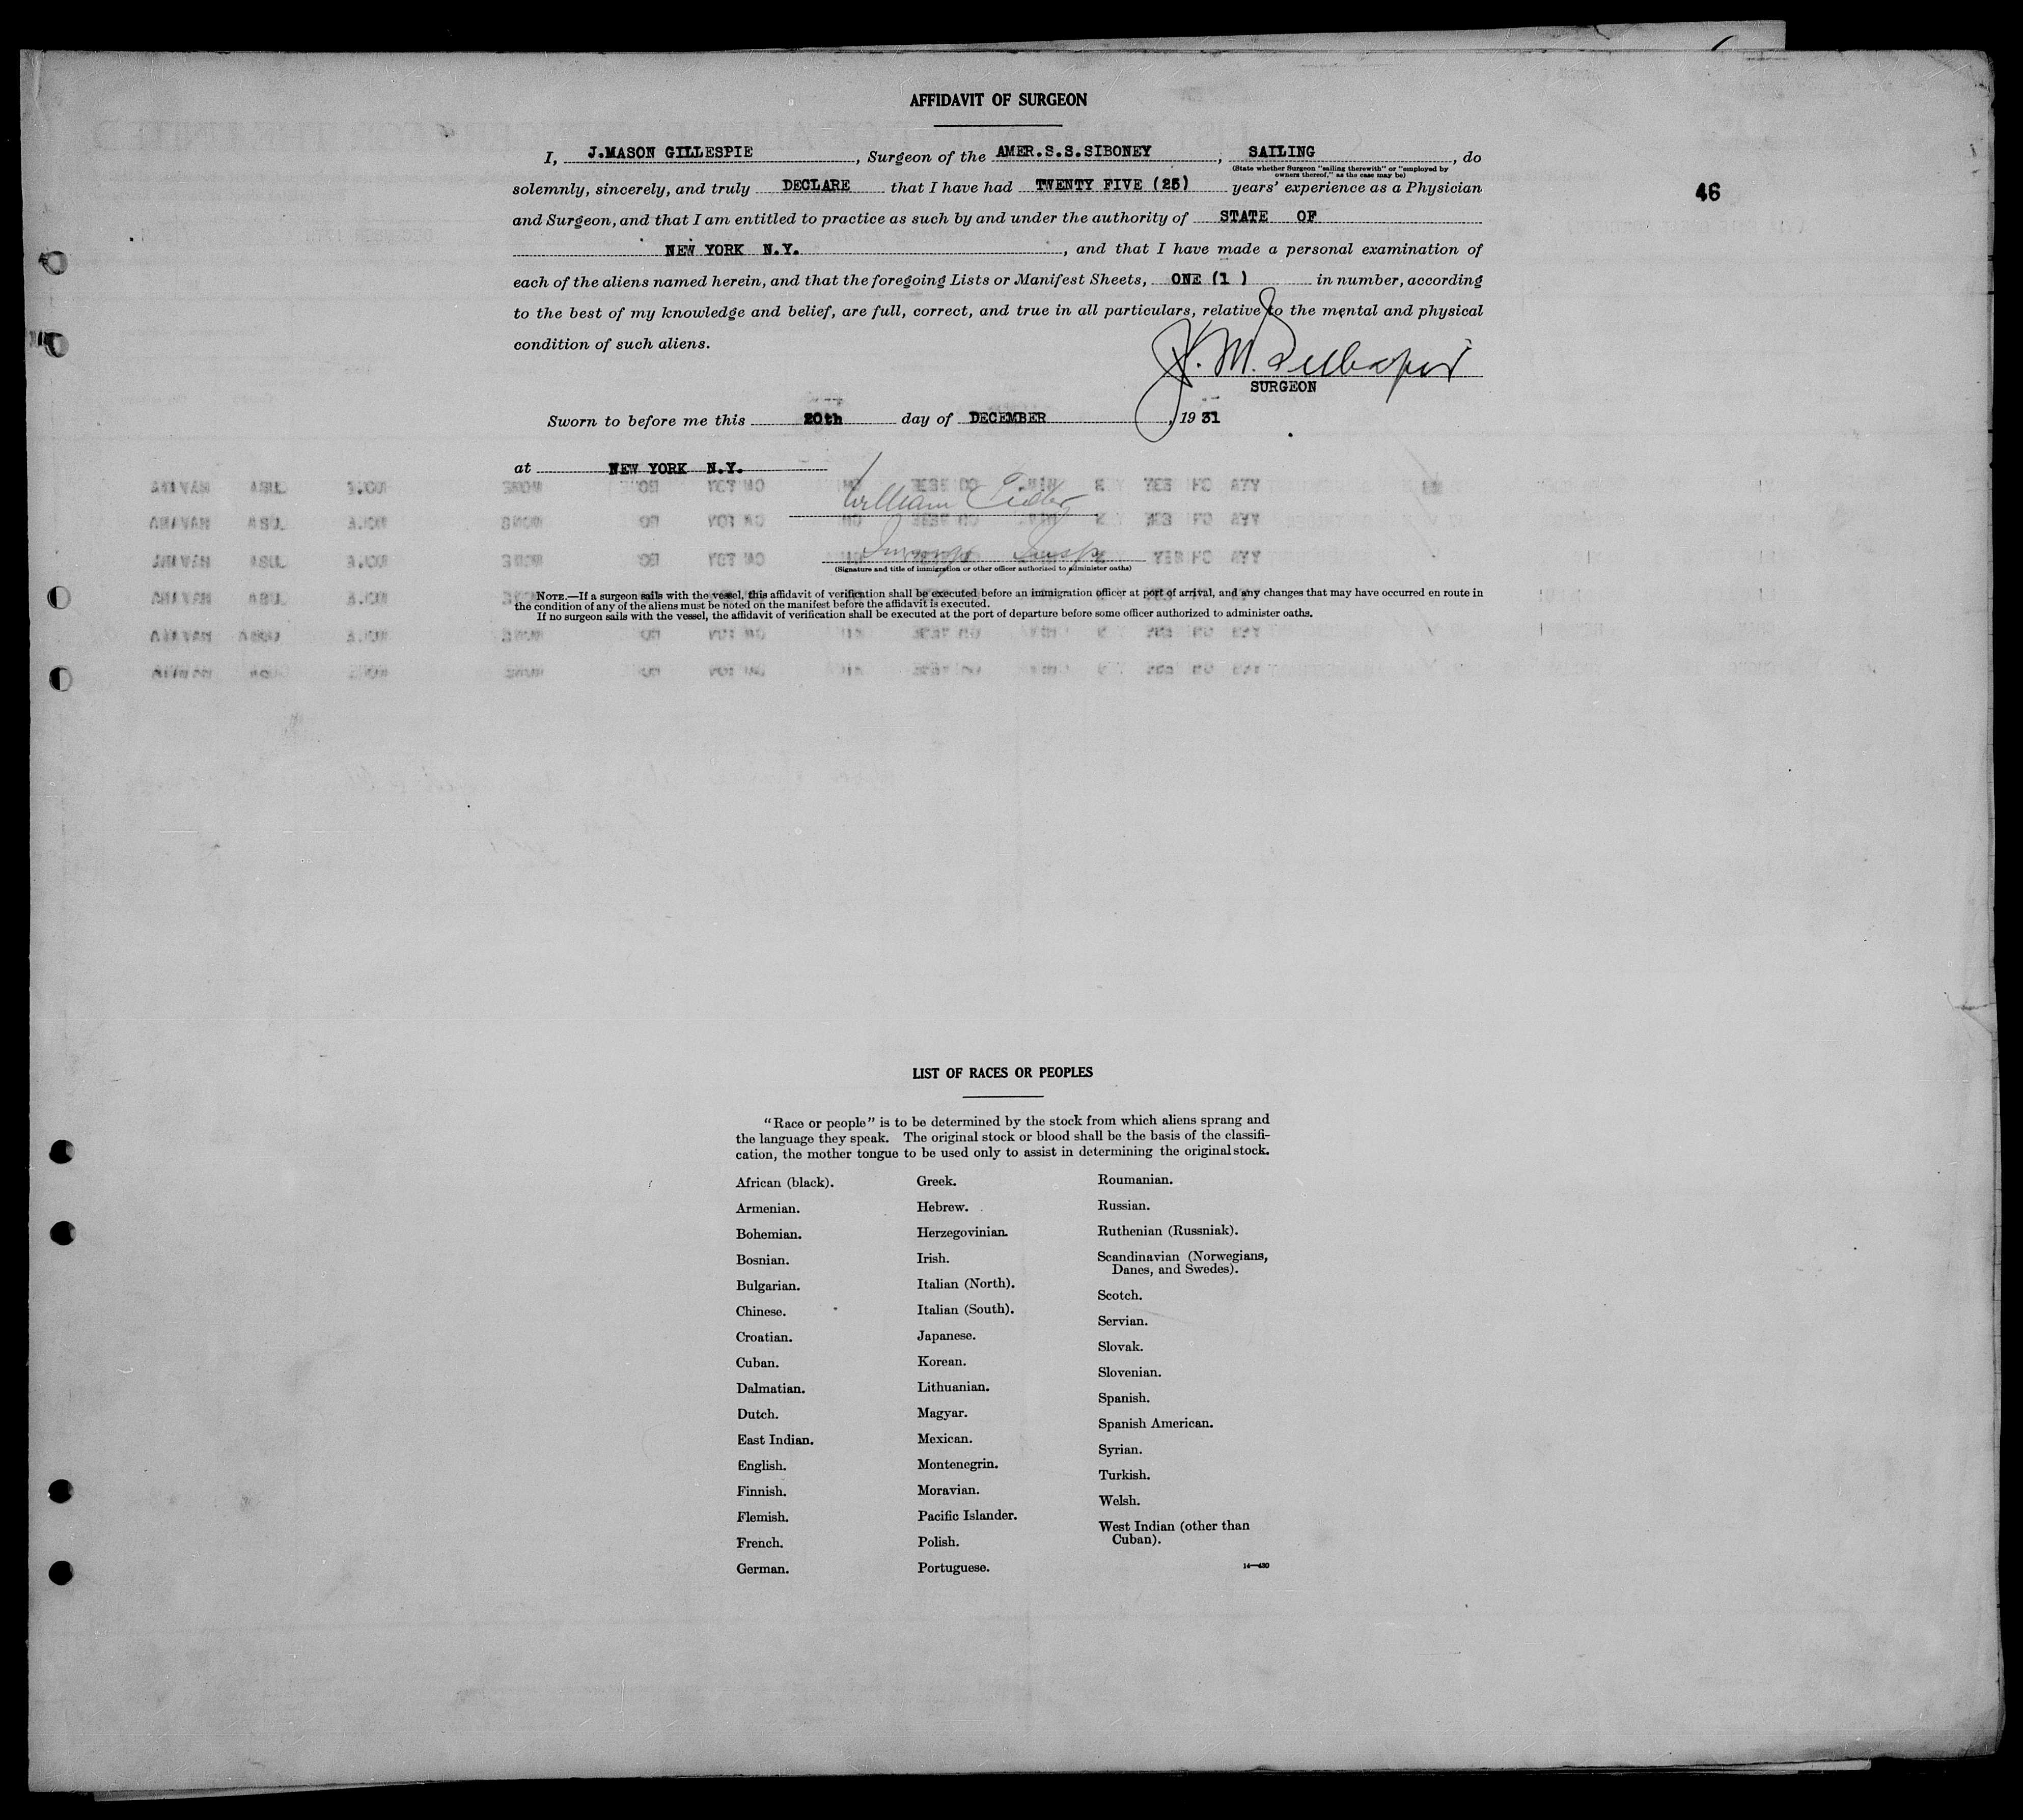 AFFIDAVIT OF SURGEON
I, J.MASON GILLESPIE, Surgeon of the AMER.S.S.SIBONEY, SAILING, do
(State whether Surgeon "sailing therewith" or "employed by
owners thereof," as the case may be)
solemnly, sincerely, and truly DECLARE that I have had TWENTY FIVE (25) years' experience as a Physician
46
and Surgeon, and that I am entitled to practice as such by and under the authority of STATE OF
NEW YORK N.Y., and that I have made a personal examination of
each of the aliens named herein, and that the foregoing Lists or Manifest Sheets, ONE (1 ) in number, according
to the best of my knowledge and belief, are full, correct, and true in all particulars, relative to the mental and physical
condition of such aliens.
J. M. Gillespie
SURGEON
Sworn to before me this 20th day of DECEMBER, 1931
at NEW YORK N.Y.
William
(Signature and title of immigration or other officer authorized to administer oaths)
NOTE.—If a surgeon sails with the vessel, this affidavit of verification shall be executed before an immigration officer at port of arrival, and any changes that may have occurred en route in
the condition of any of the aliens must be noted on the manifest before the affidavit is executed.
If no surgeon sails with the vessel, the affidavit of verification shall be executed at the port of departure before some officer authorized to administer oaths.
LIST OF RACES OR PEOPLES
"Race or people" is to be determined by the stock from which aliens sprang and
the language they speak. The original stock or blood shall be the basis of the classifi-
cation, the mother tongue to be used only to assist in determining the original stock.
African (black).
Armenian.
Bohemian.
Bosnian.
Bulgarian.
Chinese.
Croatian.
Cuban.
Dalmatian.
Dutch.
East Indian.
English.
Finnish.
Flemish.
French.
German.
Greek.
Hebrew.
Herzegovinian.
Irish.
Italian (North).
Italian (South).
Japanese.
Korean.
Lithuanian.
Magyar.
Mexican.
Montenegrin.
Moravian.
Pacific Islander.
Polish.
Portuguese.
Roumanian.
Russian.
Ruthenian (Russniak).
Scandinavian (Norwegians,
Danes, and Swedes).
Scotch.
Servian.
Slovak.
Slovenian.
Spanish.
Spanish American.
Syrian.
Turkish.
Welsh.
West Indian (other than
Cuban).
14—430